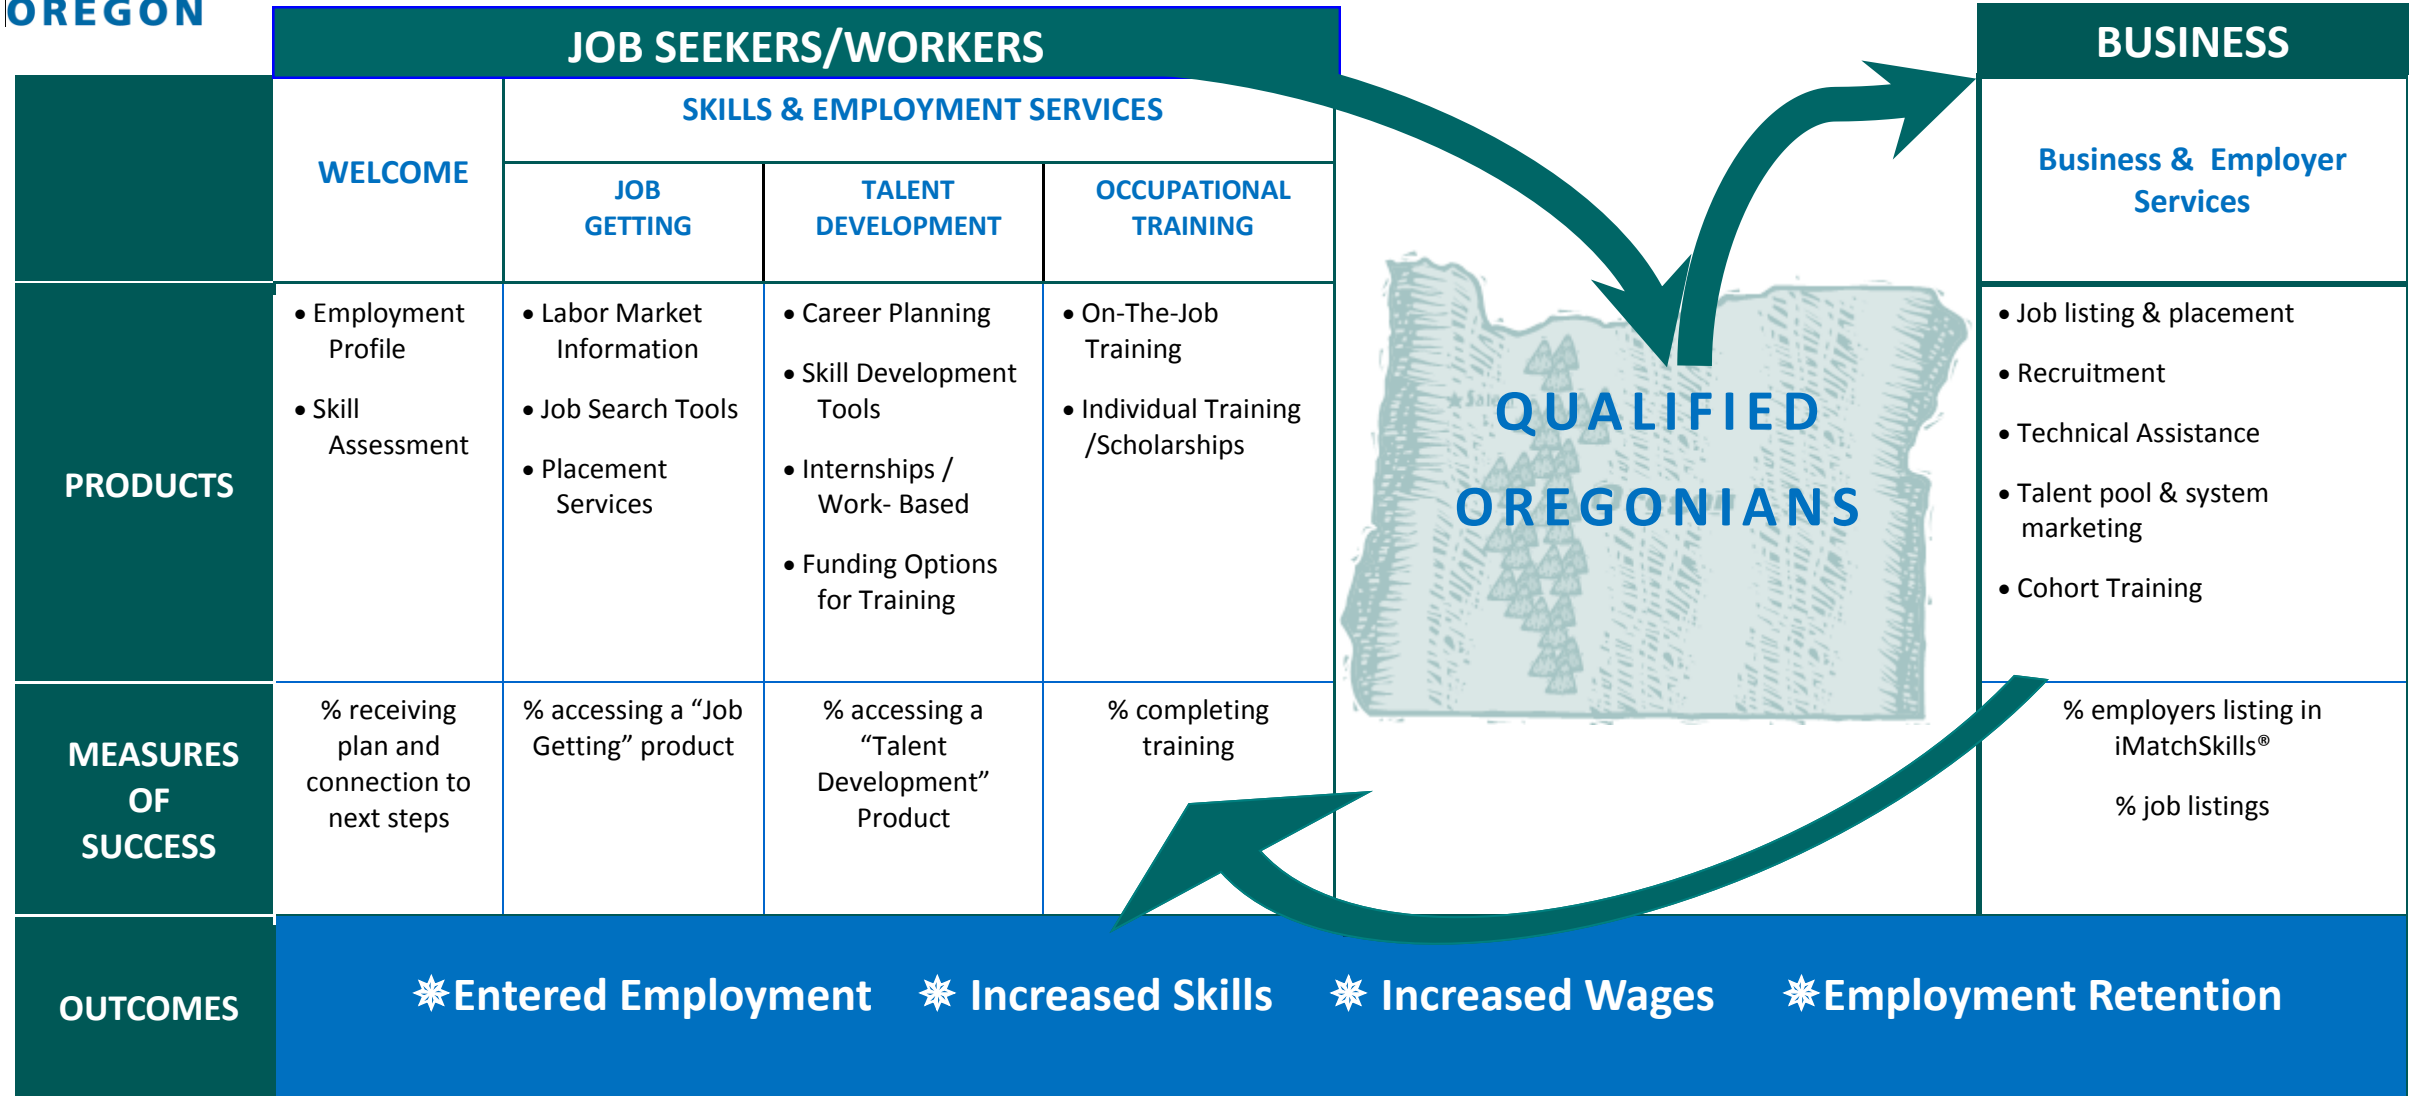 OREGON
JOB SEEKERS/WORKERS
BUSINESS
WELCOME
SKILLS & EMPLOYMENT SERVICES
JOB
GETTING
TALENT
DEVELOPMENT
OCCUPATIONAL
TRAINING
Business & Employer
Services
PRODUCTS
• Employment
Profile
• Skill
Assessment
• Labor Market
Information
• Job Search Tools
• Placement
Services
• Career Planning
• Skill Development
Tools
• Internships /
Work- Based
• Funding Options
for Training
• On-The-Job
Training
• Individual Training
/Scholarships
QUALIFIED
OREGONIANS
• Job listing & placement
• Recruitment
• Technical Assistance
• Talent pool & system
marketing
• Cohort Training
MEASURES
OF
SUCCESS
% receiving
plan and
connection to
next steps
% accessing a “Job
Getting” product
% accessing a
“Talent
Development”
Product
% completing
training
% employers listing in
iMatchSkills®
% job listings
OUTCOMES
✵Entered Employment ✵ Increased Skills ✵ Increased Wages ✵Employment Retention